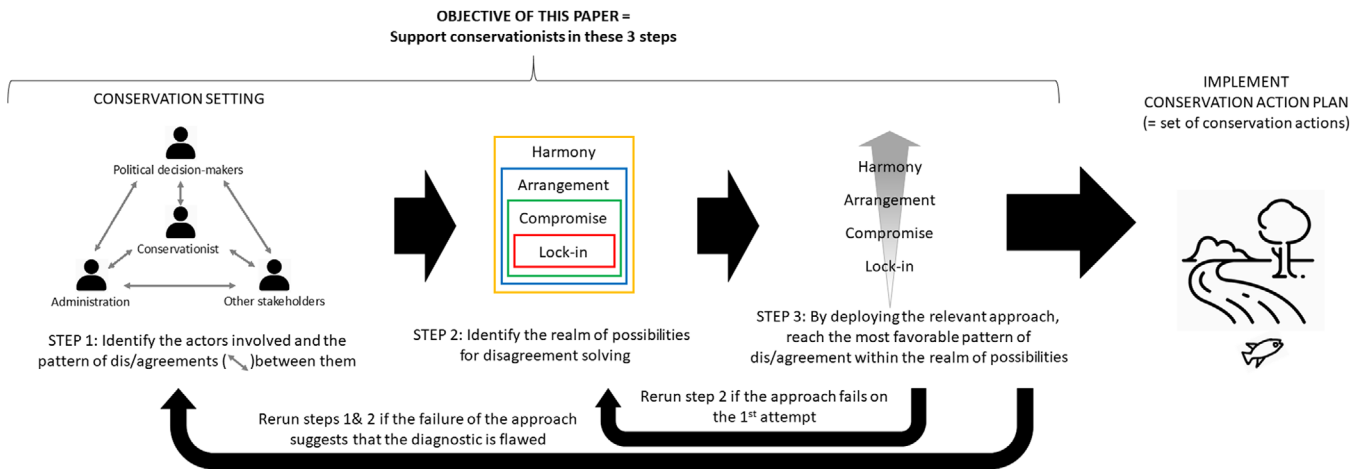 OBJECTIVE OF THIS PAPER =
Support conservationists in these 3 steps
CONSERVATION SETTING
Political decision-makers
Conservationist
Administration
Other stakeholders
STEP 1: Identify the actors involved and the
pattern of dis/agreements ( )between them
Harmony
Arrangement
Compromise
Lock-in
STEP 2: Identify the realm of possibilities
for disagreement solving
Harmony
Arrangement
Compromise
Lock-in
STEP 3: By deploying the relevant approach,
reach the most favorable pattern of
dis/agreement within the realm of possibilities
IMPLEMENT
CONSERVATION ACTION PLAN
(= set of conservation actions)
Rerun steps 1& 2 if the failure of the approach
suggests that the diagnostic is flawed
Rerun step 2 if the approach fails on
the 1st attempt